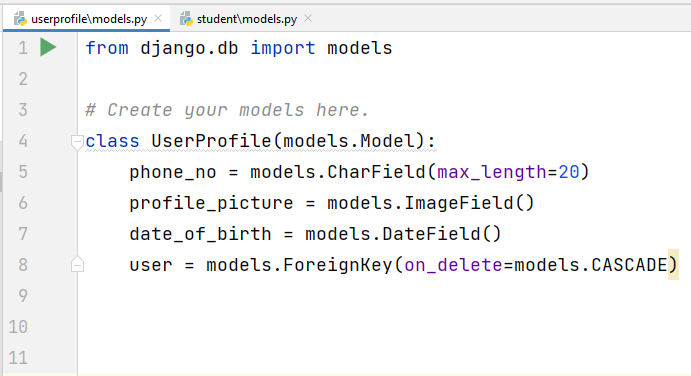 userprofile\models.py
student\models.py
1 from django.db import models
2
3 # Create your models here.
4 class UserProfile(models.Model):
5     phone_no = models.CharField(max_length=20)
6     profile_picture = models.ImageField()
7     date_of_birth = models.DateField()
8     user = models.ForeignKey(on_delete=models.CASCADE)
9
10
11